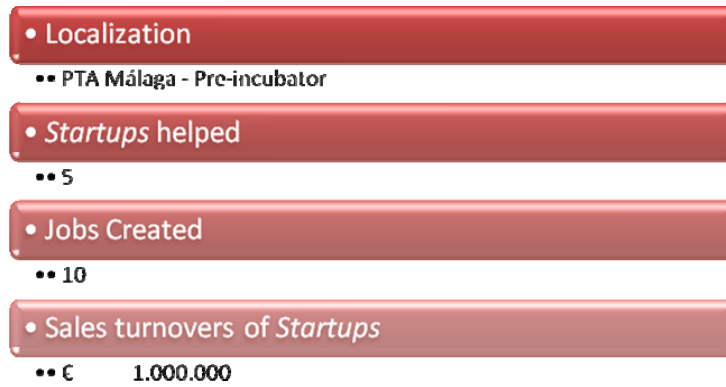 • Localization
•• PTA Málaga - Pre-incubator
• Startups helped
•• 5
• Jobs Created
•• 10
• Sales turnovers of Startups
•• € 1.000.000